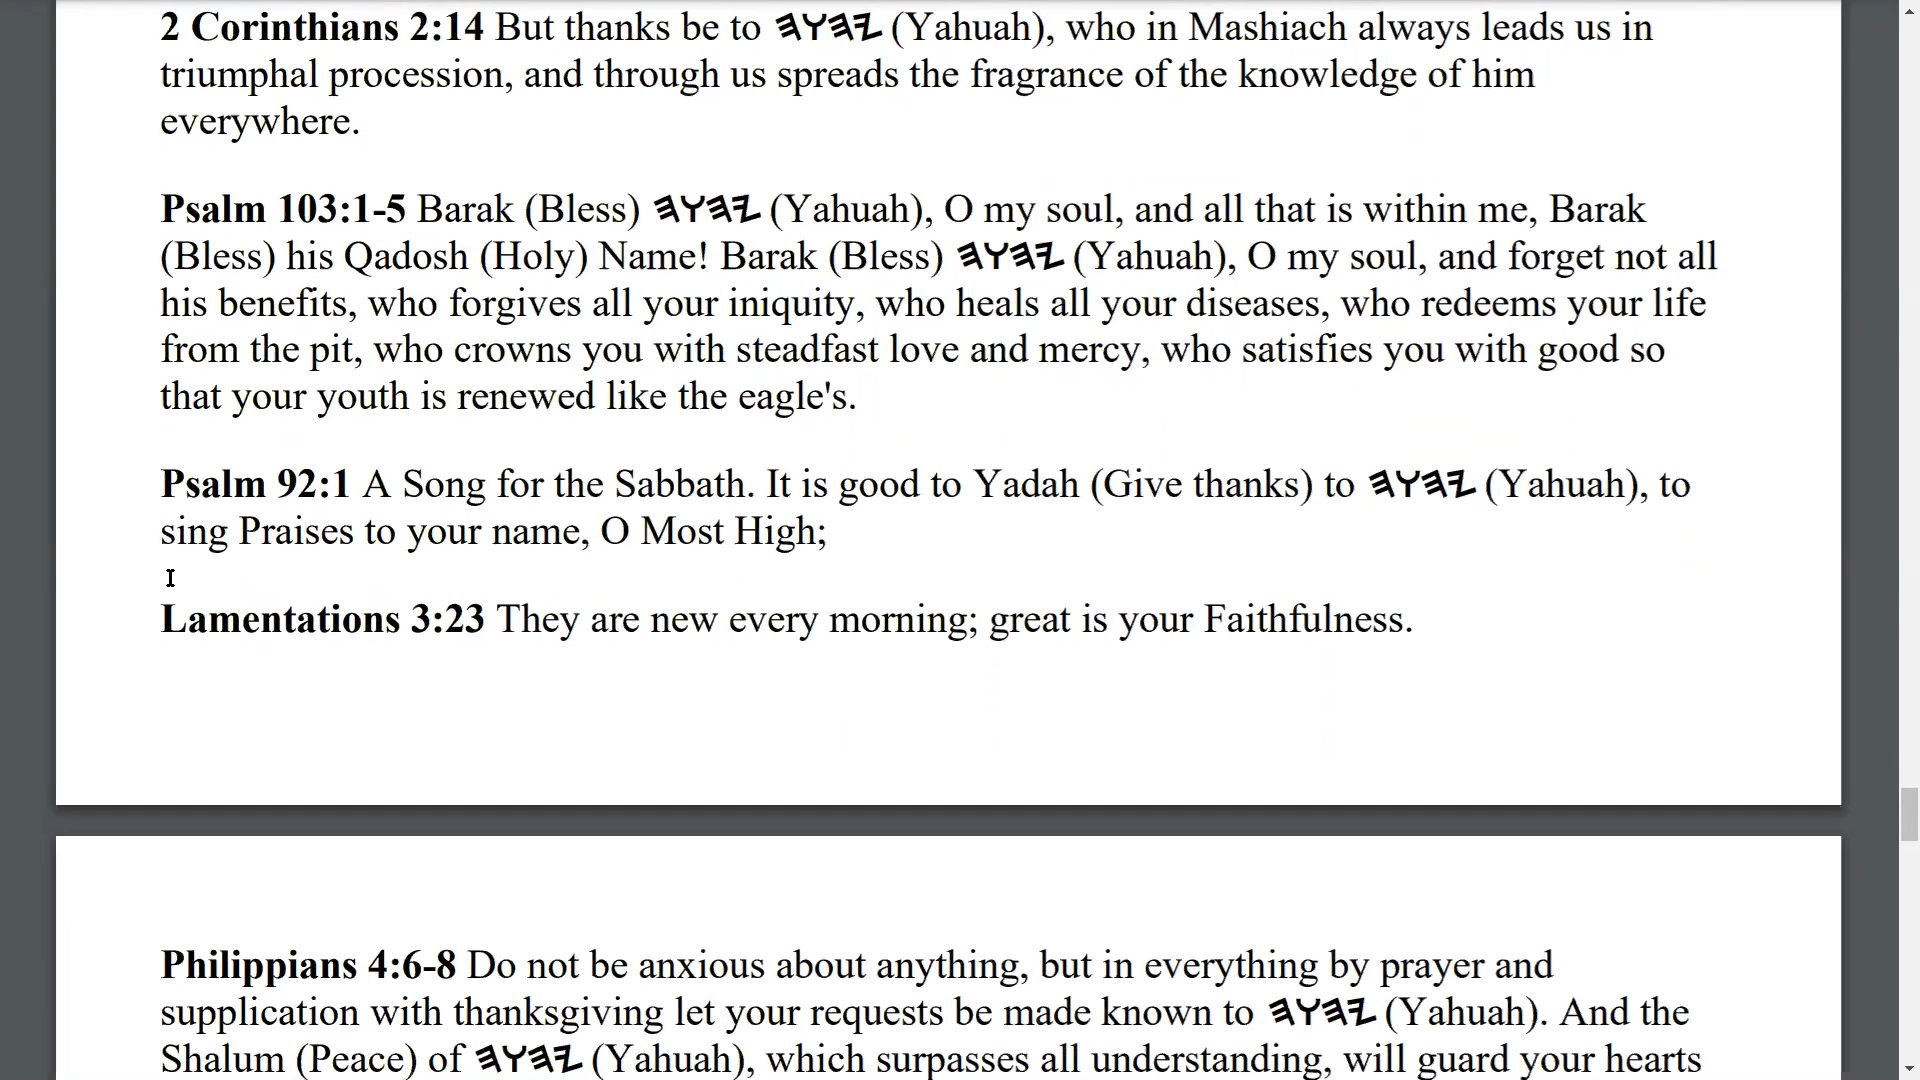 2 Corinthians 2:14 But thanks be to 𐤉𐤄𐤅𐤄 (Yahuah), who in Mashiach always leads us in
triumphal procession, and through us spreads the fragrance of the knowledge of him
everywhere.
Psalm 103:1-5 Barak (Bless) 𐤉𐤄𐤅𐤄 (Yahuah), O my soul, and all that is within me, Barak
(Bless) his Qadosh (Holy) Name! Barak (Bless) 𐤉𐤄𐤅𐤄 (Yahuah), O my soul, and forget not all
his benefits, who forgives all your iniquity, who heals all your diseases, who redeems your life
from the pit, who crowns you with steadfast love and mercy, who satisfies you with good so
that your youth is renewed like the eagle's.
Psalm 92:1 A Song for the Sabbath. It is good to Yadah (Give thanks) to 𐤉𐤄𐤅𐤄 (Yahuah), to
sing Praises to your name, O Most High;
Lamentations 3:23 They are new every morning; great is your Faithfulness.
Philippians 4:6-8 Do not be anxious about anything, but in everything by prayer and
supplication with thanksgiving let your requests be made known to 𐤉𐤄𐤅𐤄 (Yahuah). And the
Shalum (Peace) of 𐤉𐤄𐤅𐤄 (Yahuah), which surpasses all understanding, will guard your hearts